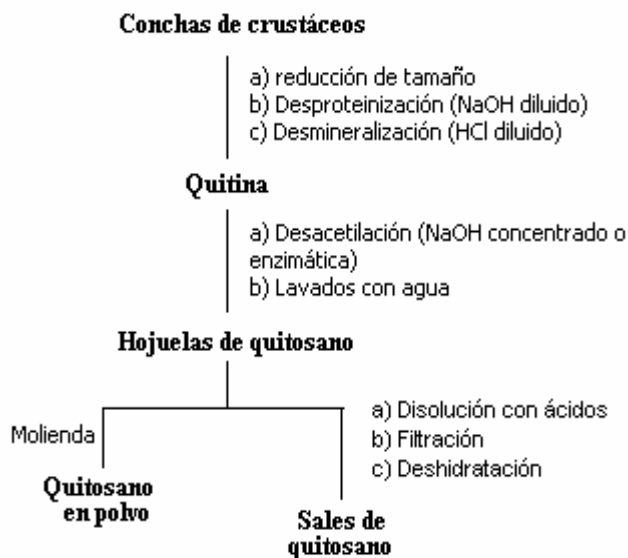 Conchas de crustáceos
a) reducción de tamaño
b) Desproteinización (NaOH diluido)
c) Desmineralización (HCl diluido)
Quitina
a) Desacetilación (NaOH concentrado o
enzimática)
b) Lavados con agua
Hojuelas de quitosano
Molienda
a) Disolución con ácidos
b) Filtración
c) Deshidratación
Quitosano
en polvo
Sales de
quitosano